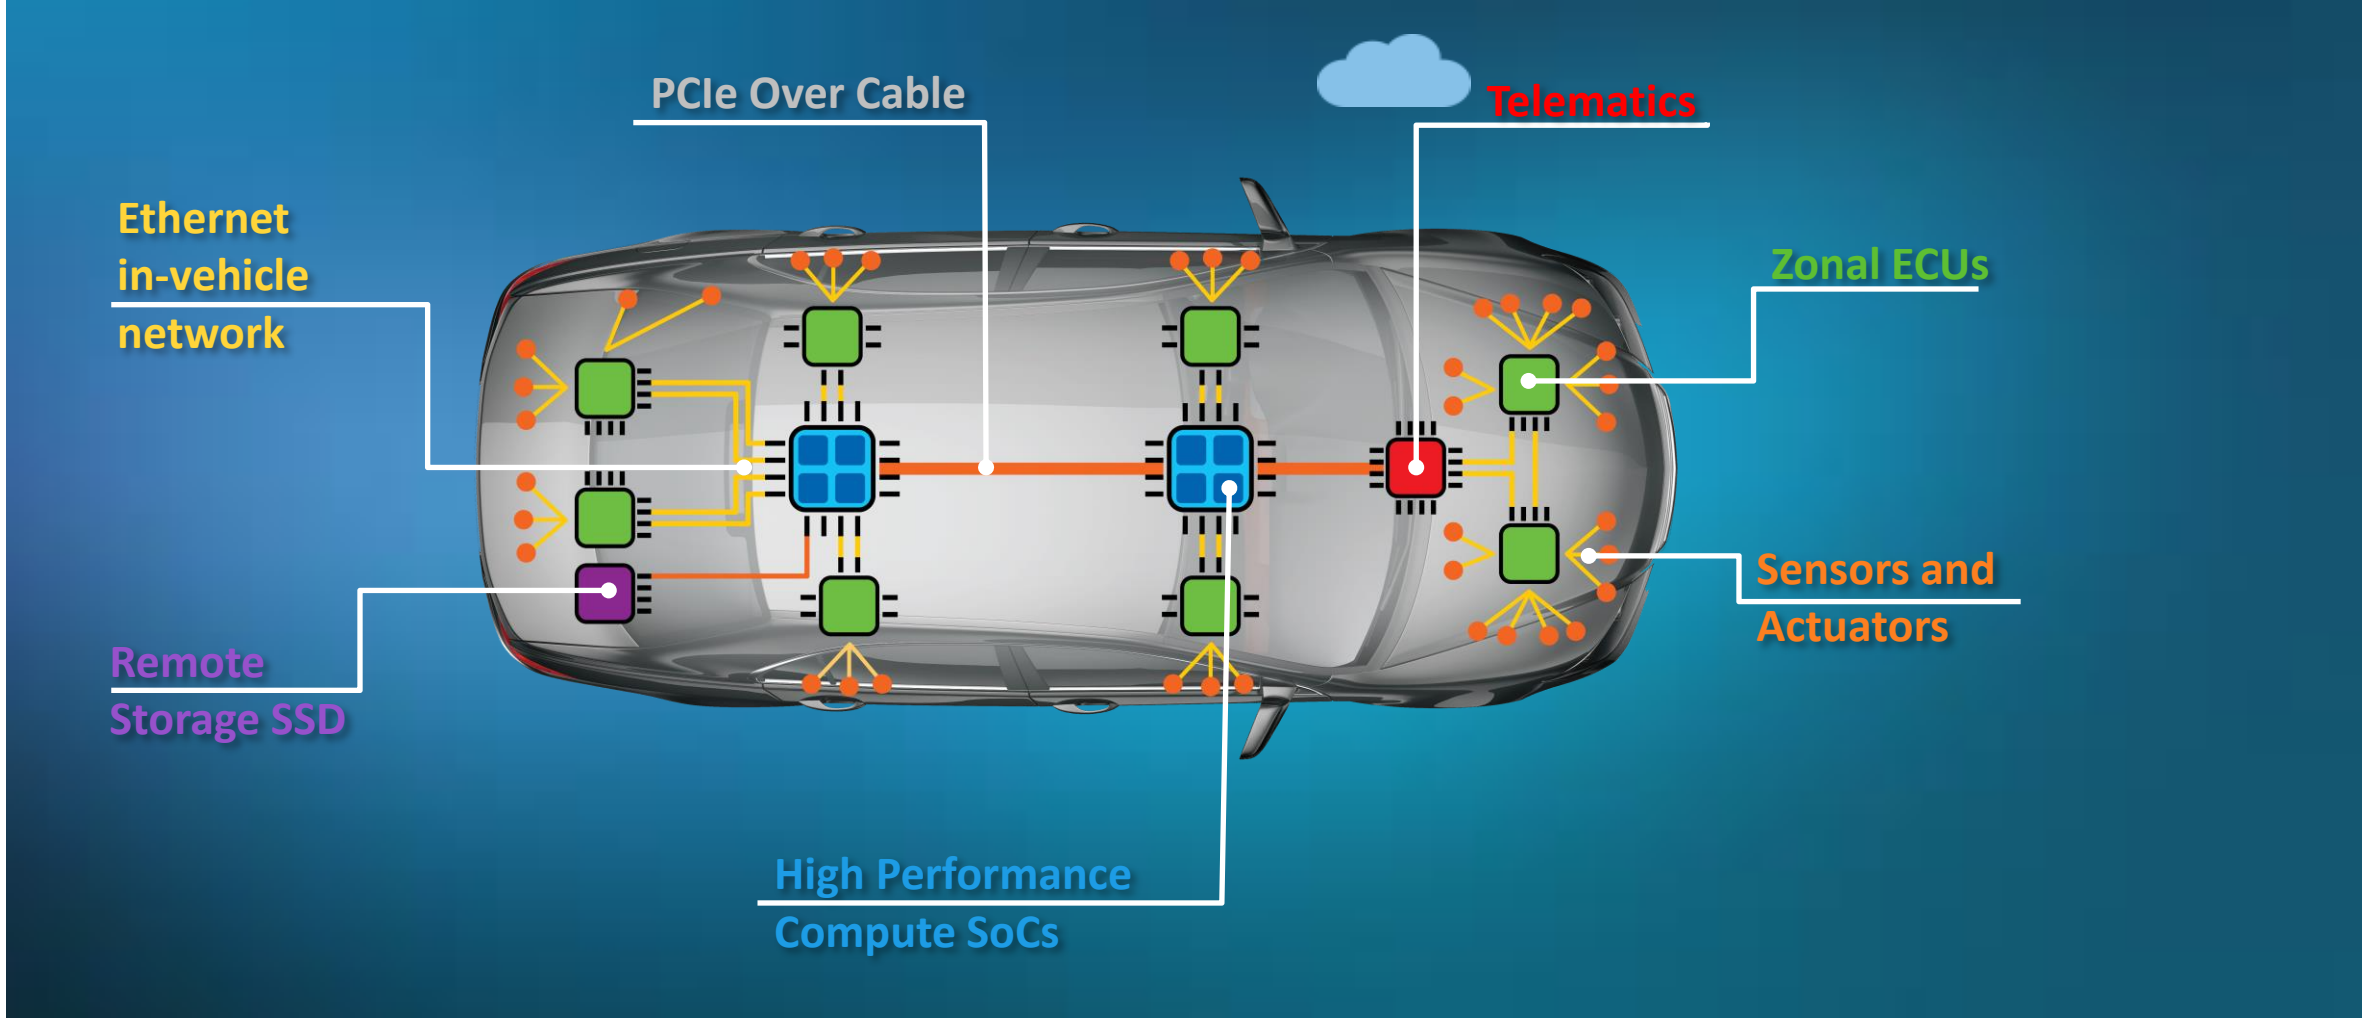 PCIe Over Cable
Telematics
Ethernet
in-vehicle
network
Zonal ECUs
Sensors and
Actuators
Remote
Storage SSD
High Performance
Compute SoCs